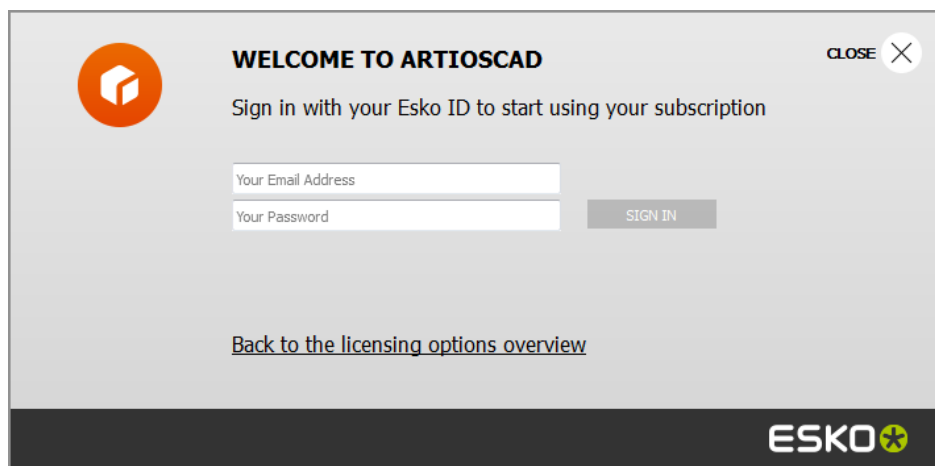 WELCOME TO ARTIOSCAD
CLOSE
Sign in with your Esko ID to start using your subscription
Your Email Address
Your Password
SIGN IN
Back to the licensing options overview
ESKO